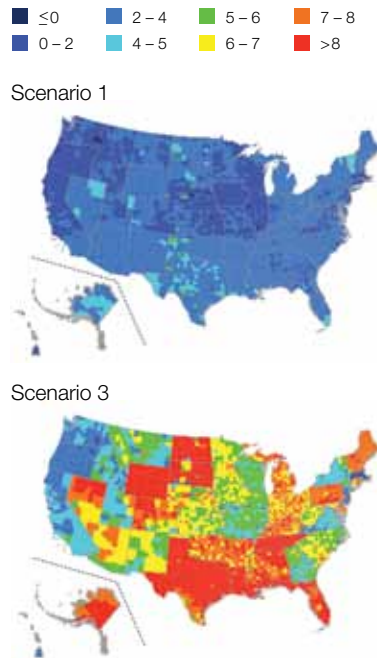 ≤0 2 – 4 5 – 6 7 – 8
0 – 2 4 – 5 6 – 7 >8
Scenario 1
Scenario 3